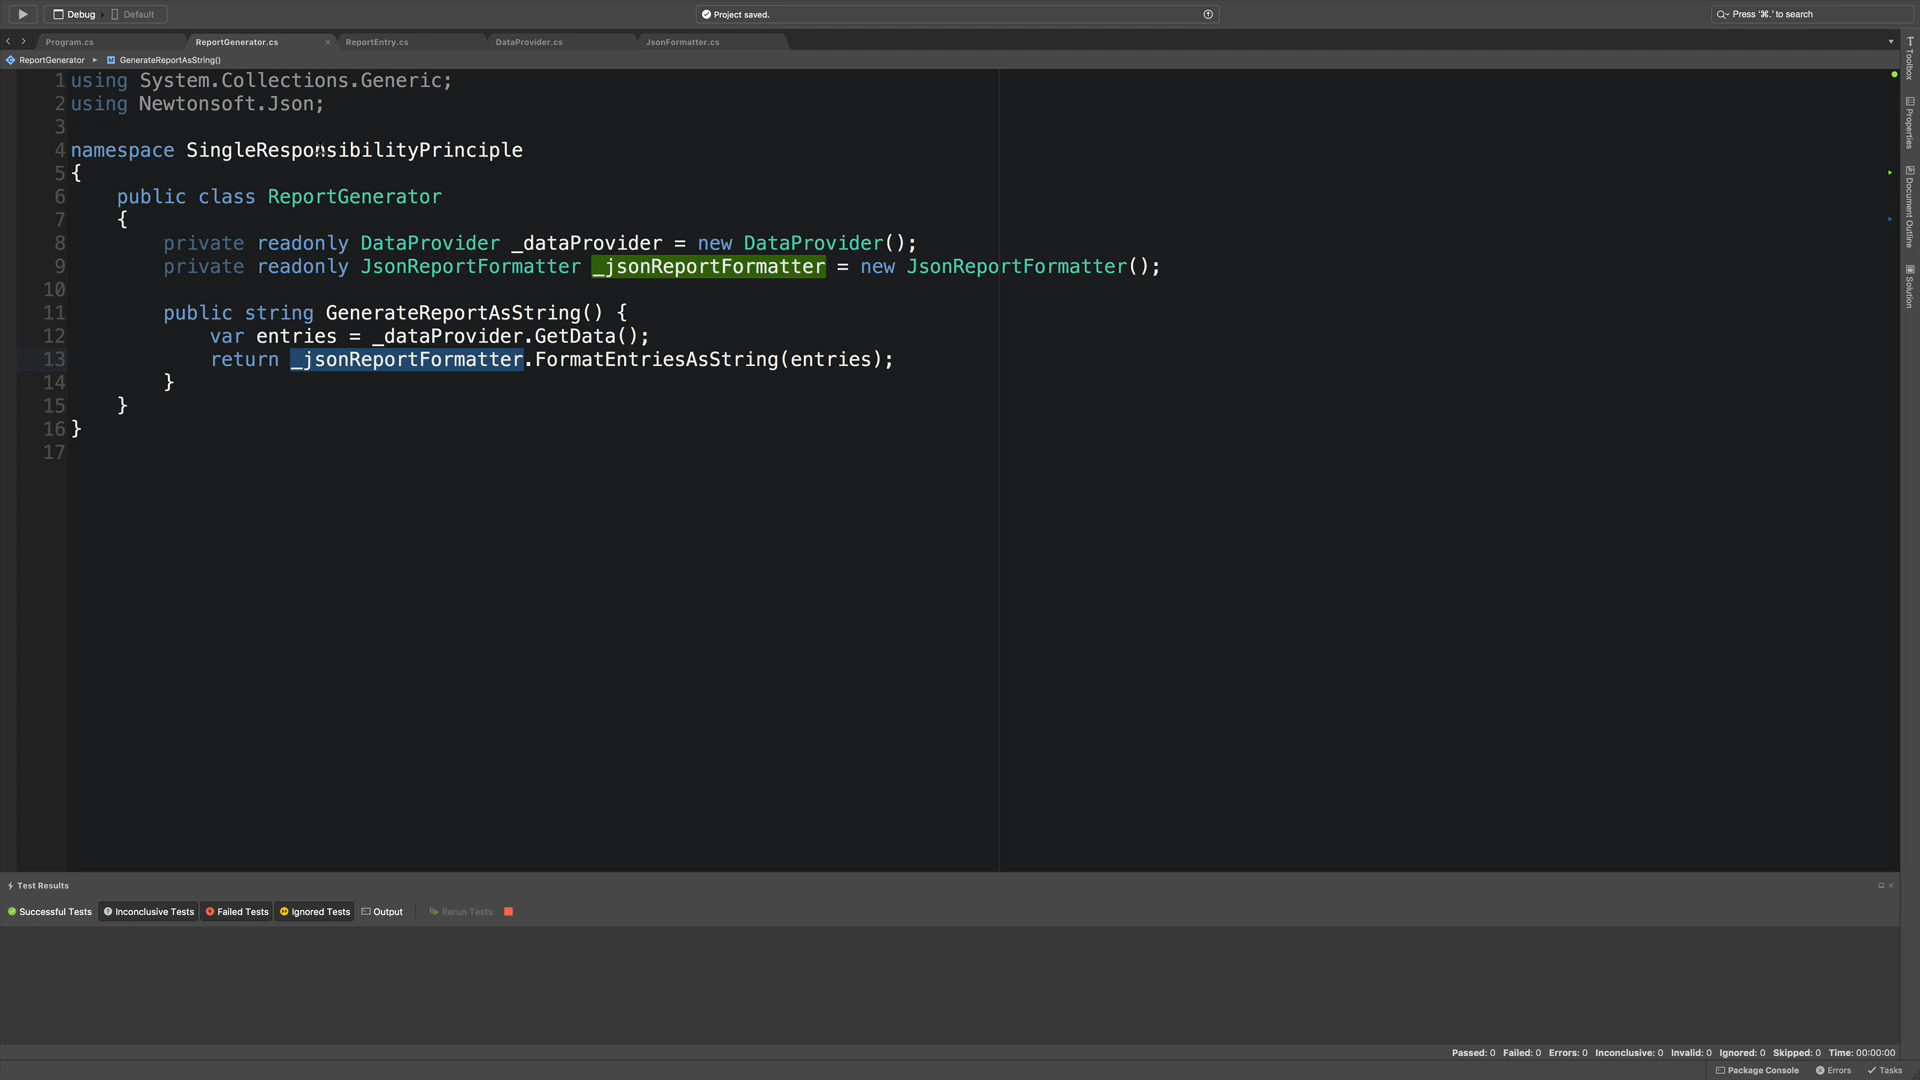 Debug › Default
Project saved.
Press '⌘.' to search
Program.cs
ReportGenerator.cs
ReportEntry.cs
DataProvider.cs
JsonFormatter.cs
ReportGenerator ▸ GenerateReportAsString()
1 using System.Collections.Generic;
2 using Newtonsoft.Json;
3
4 namespace SingleResponsibilityPrinciple
5 {
6 public class ReportGenerator
7 {
8 private readonly DataProvider _dataProvider = new DataProvider();
9 private readonly JsonReportFormatter _jsonReportFormatter = new JsonReportFormatter();
10
11 public string GenerateReportAsString() {
12 var entries = _dataProvider.GetData();
13 return _jsonReportFormatter.FormatEntriesAsString(entries);
14 }
15 }
16 }
17
Toolbox
Properties
Document Outline
Solution
Test Results
Successful Tests Inconclusive Tests Failed Tests Ignored Tests Output Rerun Tests
Passed: 0 Failed: 0 Errors: 0 Inconclusive: 0 Invalid: 0 Ignored: 0 Skipped: 0 Time: 00:00:00
Package Console Errors Tasks